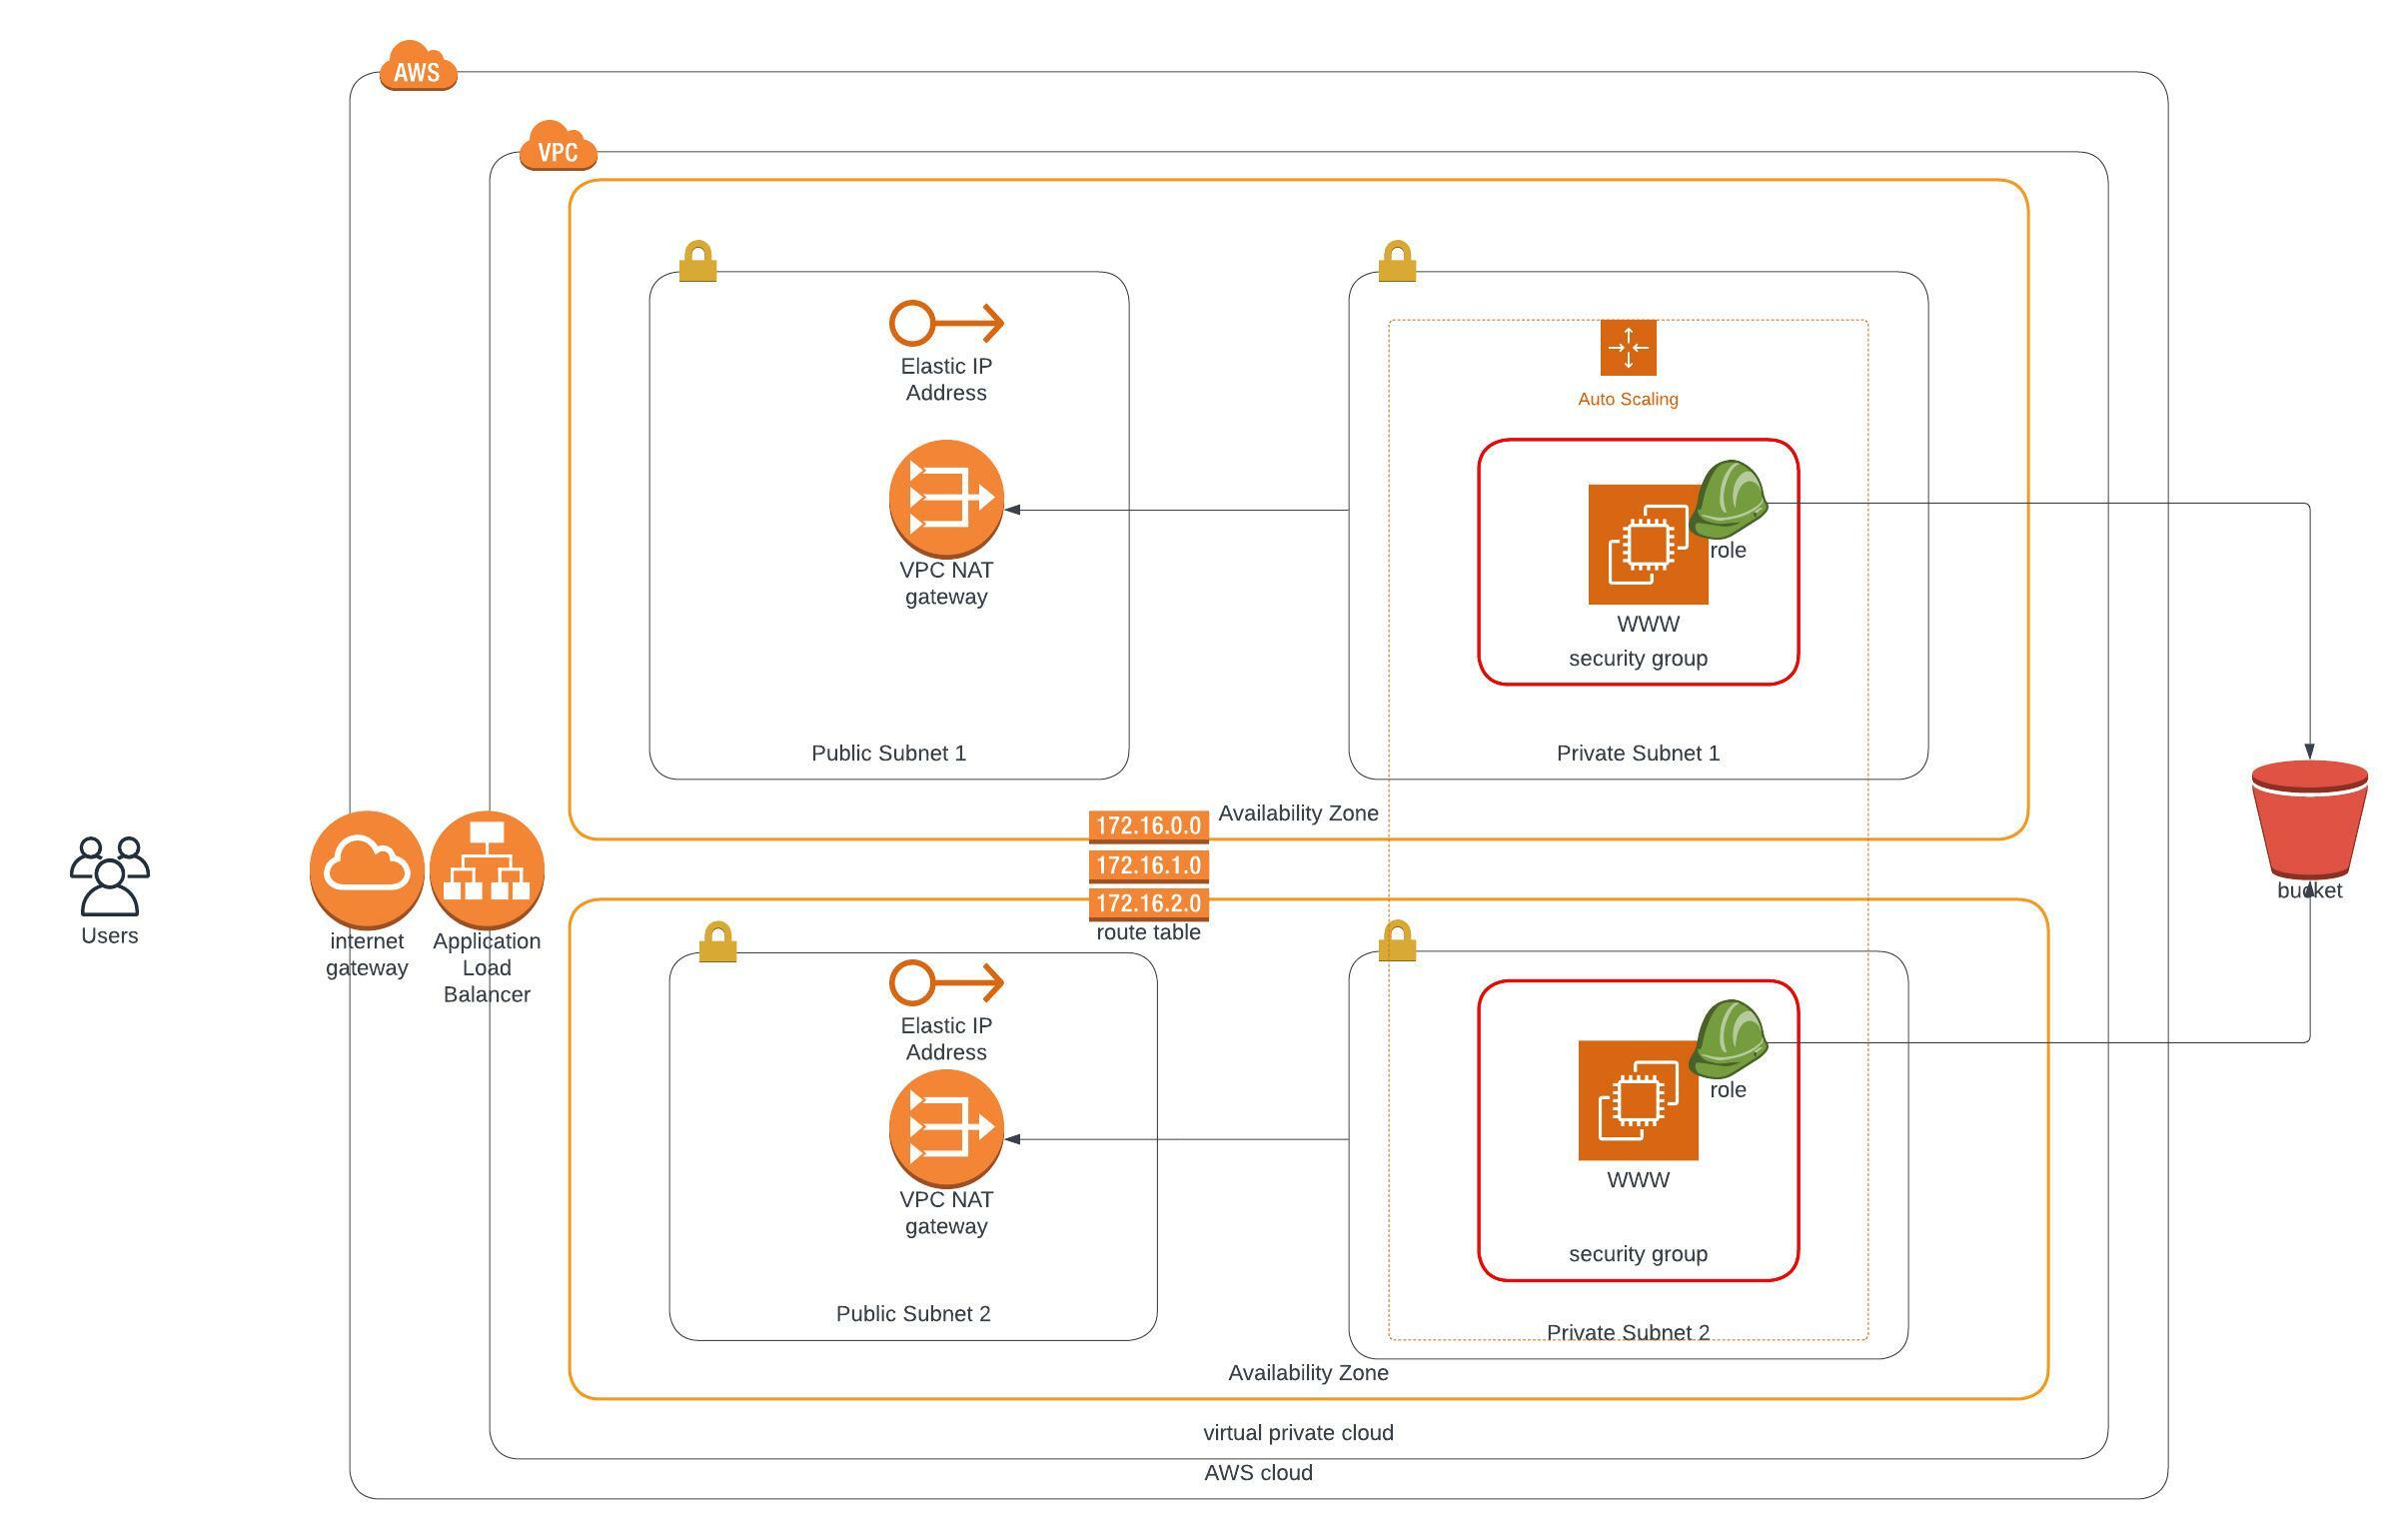 AWS
VPC
Elastic IP
Address
Auto Scaling
VPC NAT
gateway
role
WWW
security group
Public Subnet 1
Private Subnet 1
Availability Zone
172.16.0.0
172.16.1.0
172.16.2.0
route table
Users
internet
gateway
Application
Load
Balancer
bucket
Elastic IP
Address
VPC NAT
gateway
role
WWW
security group
Public Subnet 2
Private Subnet 2
Availability Zone
virtual private cloud
AWS cloud